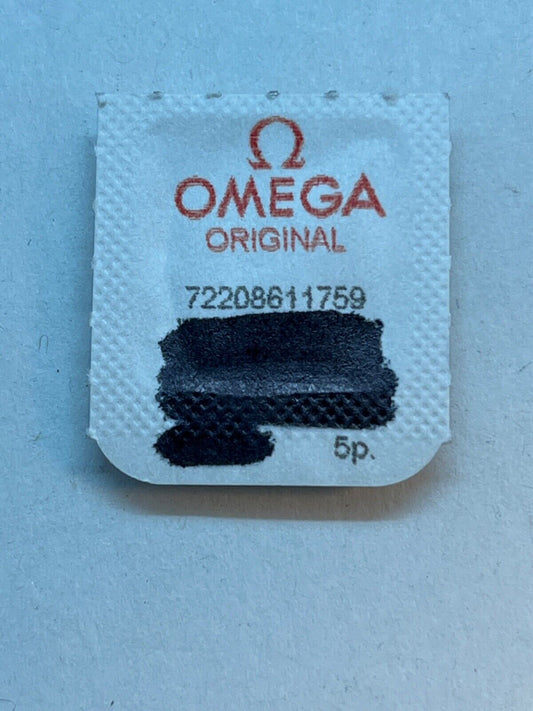 Ω
OMEGA
ORIGINAL
72208611759
5p.